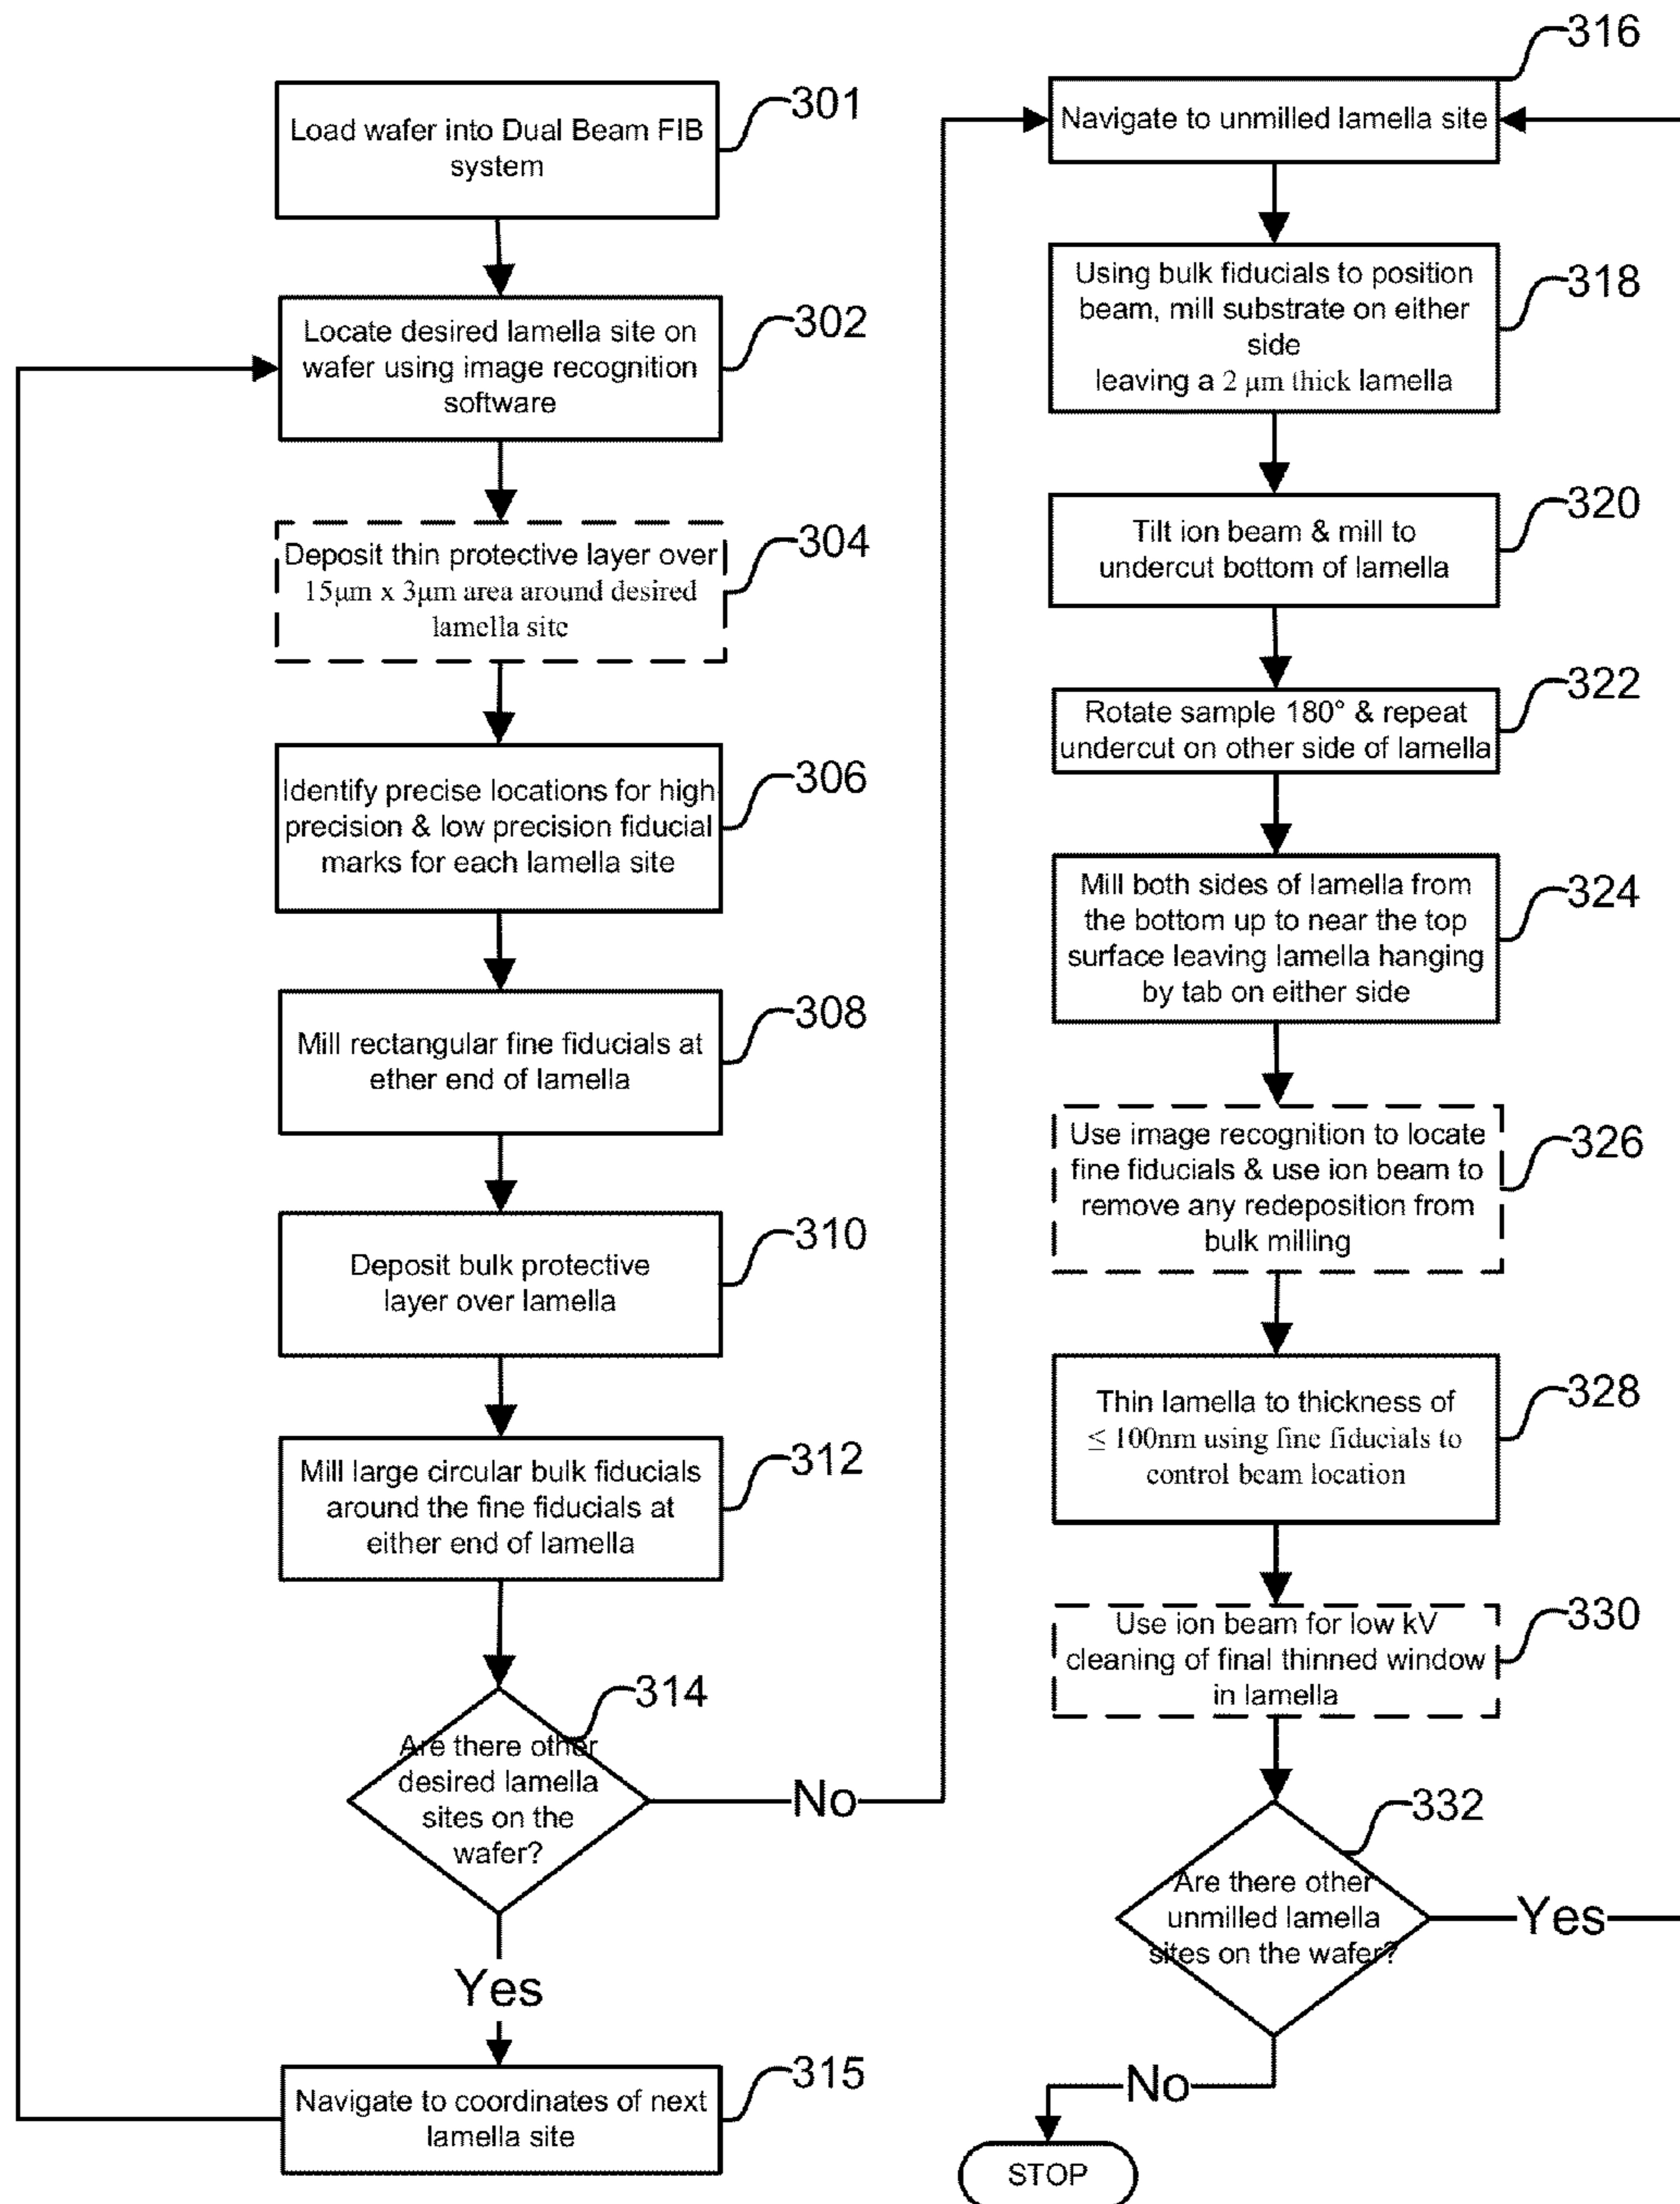 301
Load wafer into Dual Beam FIB
system
302
Locate desired lamella site on
wafer using image recognition
software
304
Deposit thin protective layer over
15μm x 3μm area around desired
lamella site
306
Identify precise locations for high
precision & low precision fiducial
marks for each lamella site
308
Mill rectangular fine fiducials at
ether end of lamella
310
Deposit bulk protective
layer over lamella
312
Mill large circular bulk fiducials
around the fine fiducials at
either end of lamella
314
Are there other
desired lamella
sites on the
wafer?
No
Yes
315
Navigate to coordinates of next
lamella site
316
Navigate to unmilled lamella site
318
Using bulk fiducials to position
beam, mill substrate on either
side
leaving a 2 μm thick lamella
320
Tilt ion beam & mill to
undercut bottom of lamella
322
Rotate sample 180° & repeat
undercut on other side of lamella
324
Mill both sides of lamella from
the bottom up to near the top
surface leaving lamella hanging
by tab on either side
326
Use image recognition to locate
fine fiducials & use ion beam to
remove any redeposition from
bulk milling
328
Thin lamella to thickness of
≤ 100nm using fine fiducials to
control beam location
330
Use ion beam for low kV
cleaning of final thinned window
in lamella
332
Are there other
unmilled lamella
sites on the wafer?
Yes
No
STOP